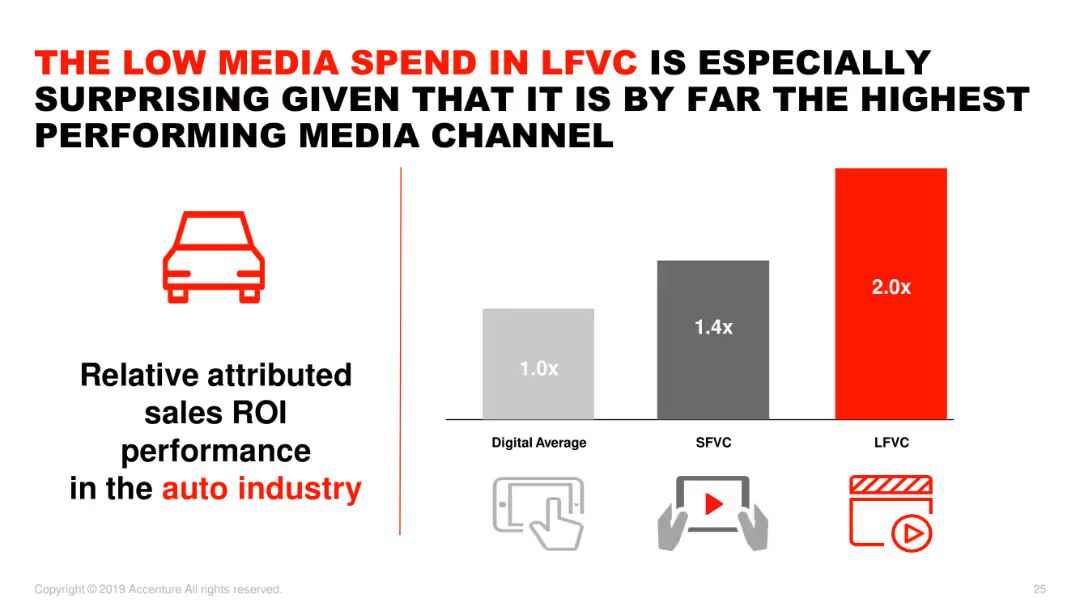 THE LOW MEDIA SPEND IN LFVC IS ESPECIALLY
SURPRISING GIVEN THAT IT IS BY FAR THE HIGHEST
PERFORMING MEDIA CHANNEL
Relative attributed
sales ROI
performance
in the auto industry
1.0x
1.4x
2.0x
Digital Average
SFVC
LFVC
Copyright © 2019 Accenture All rights reserved.
25